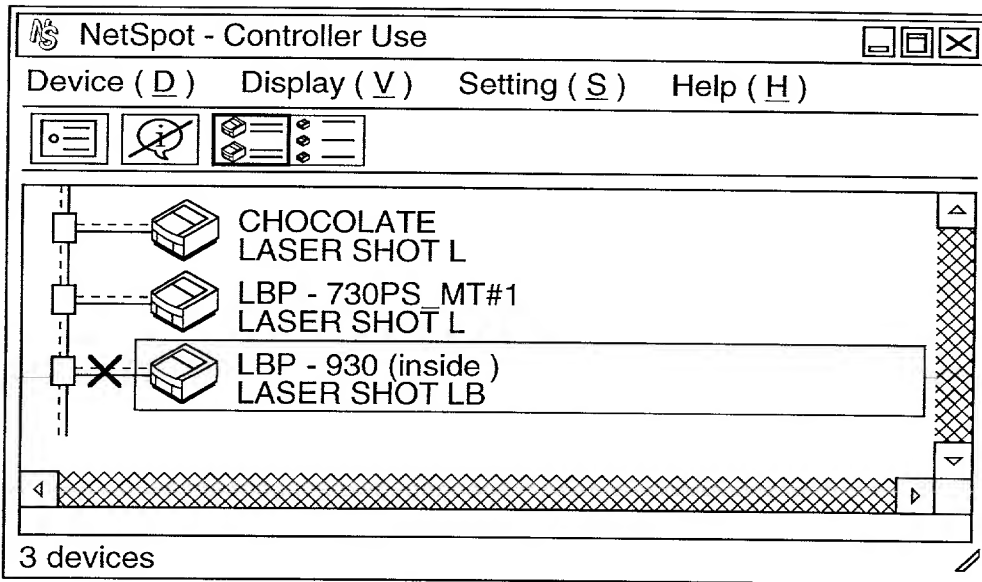 NS NetSpot - Controller Use
Device ( D ) Display ( V ) Setting ( S ) Help ( H )
i
CHOCOLATE
LASER SHOT L
LBP - 730PS_MT#1
LASER SHOT L
LBP - 930 (inside )
LASER SHOT LB
3 devices